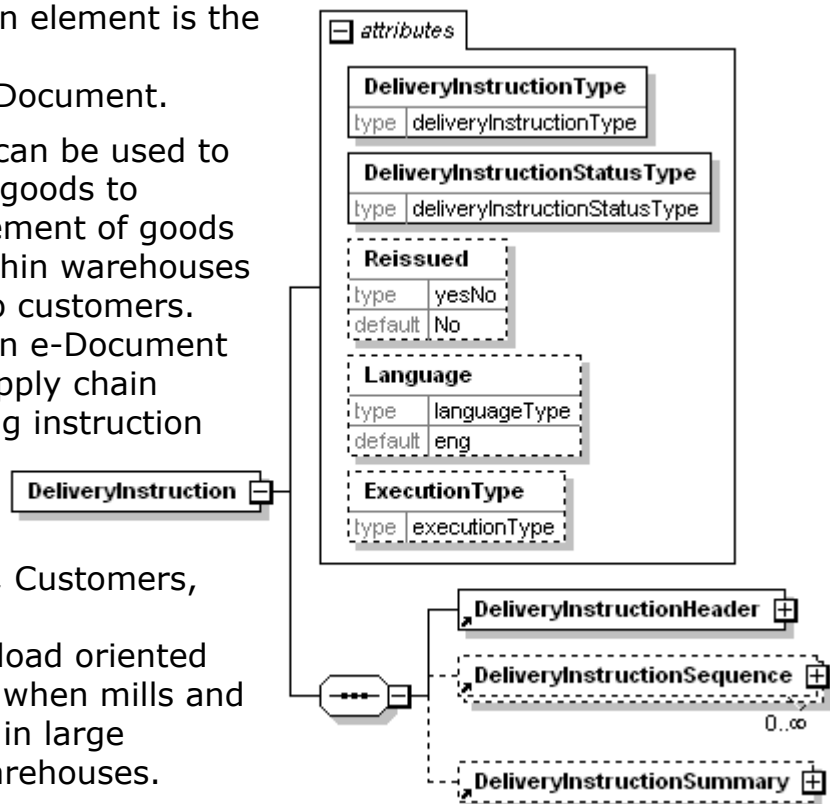 n element is the
Document.
can be used to
goods to
ement of goods
hin warehouses
o customers.
n e-Document
pply chain
g instruction
Customers,
load oriented
when mills and
in large
arehouses.
attributes
DeliveryInstructionType
type deliveryInstructionType
DeliveryInstructionStatusType
type deliveryInstructionStatusType
Reissued
type yesNo
default No
Language
type languageType
default eng
ExecutionType
type executionType
DeliveryInstruction
DeliveryInstructionHeader
DeliveryInstructionSequence
0..∞
DeliveryInstructionSummary